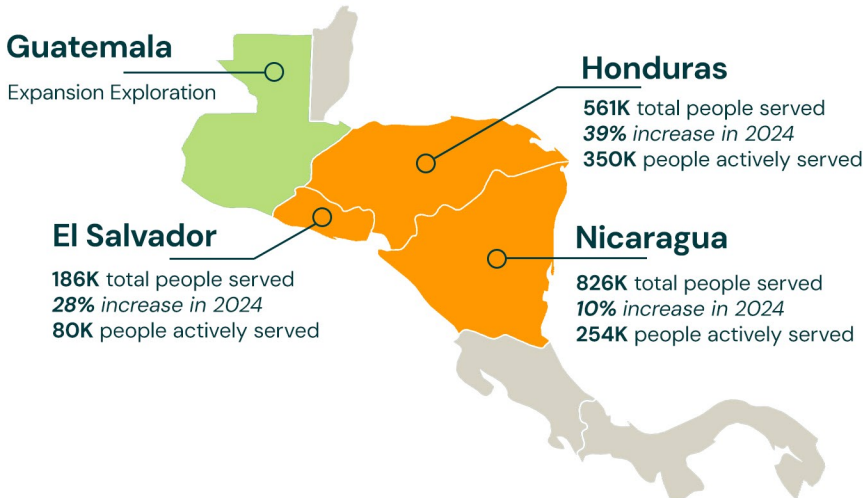 Guatemala
Expansion Exploration
Honduras
561K total people served
39% increase in 2024
350K people actively served
El Salvador
186K total people served
28% increase in 2024
80K people actively served
Nicaragua
826K total people served
10% increase in 2024
254K people actively served